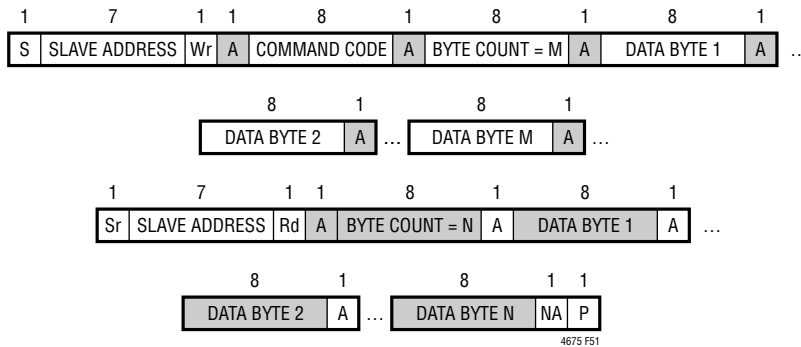 1 7 1 1 8 1 8 1 8 1
S SLAVE ADDRESS Wr A COMMAND CODE A BYTE COUNT = M A DATA BYTE 1 A …
8 1 8 1
DATA BYTE 2 A … DATA BYTE M A …
1 7 1 1 8 1 8 1
Sr SLAVE ADDRESS Rd A BYTE COUNT = N A DATA BYTE 1 A …
8 1 8 1 1
DATA BYTE 2 A … DATA BYTE N NA P
4675 F51